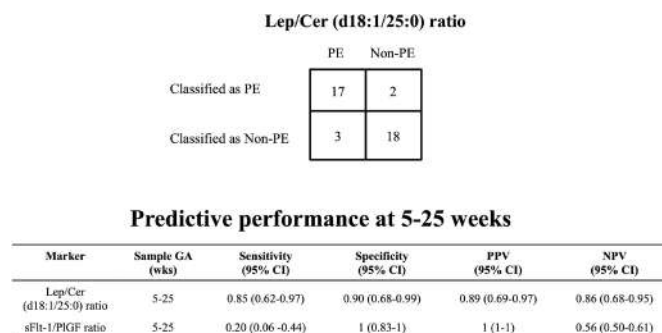 Lep/Cer (d18:1/25:0) ratio
PE Non-PE
Classified as PE 17 2
Classified as Non-PE 3 18
Predictive performance at 5-25 weeks
Marker Sample GA (wks) Sensitivity (95% CI) Specificity (95% CI) PPV (95% CI) NPV (95% CI)
Lep/Cer (d18:1/25:0) ratio 5-25 0.85 (0.62-0.97) 0.90 (0.68-0.99) 0.89 (0.69-0.97) 0.86 (0.68-0.95)
sFlt-1/PlGF ratio 5-25 0.20 (0.06 -0.44) 1 (0.83-1) 1 (1-1) 0.56 (0.50-0.61)